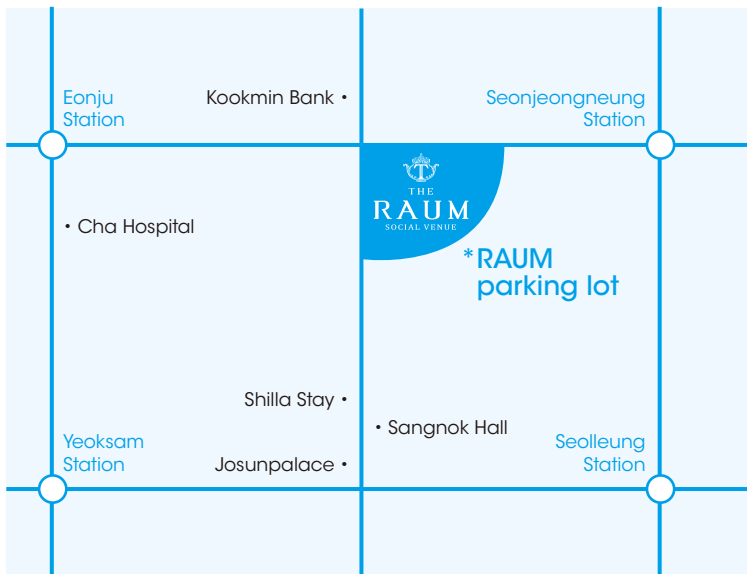 Eonju
Station
Kookmin Bank •
Seonjeongneung
Station
T
THE
RAUM
SOCIAL VENUE
• Cha Hospital
*RAUM
parking lot
Shilla Stay •
• Sangnok Hall
Yeoksam
Station
Josunpalace •
Seolleung
Station